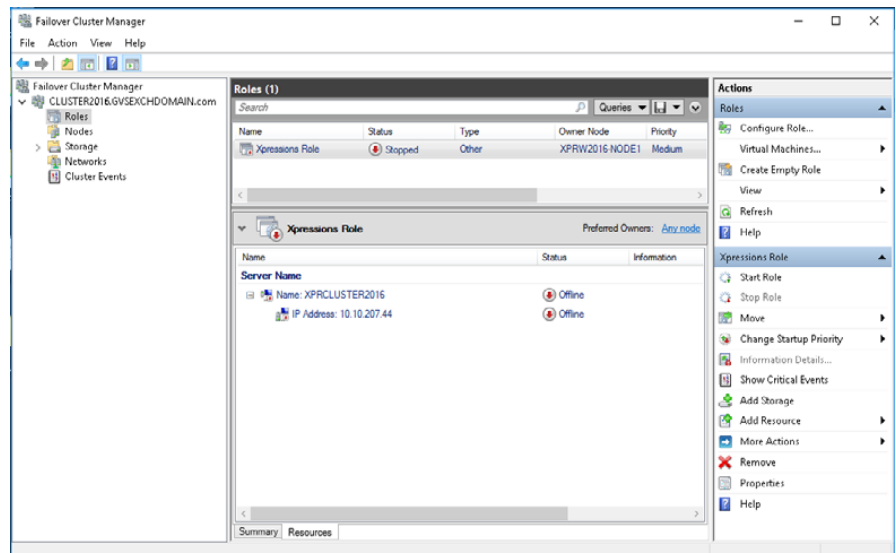 Failover Cluster Manager
File Action View Help
Failover Cluster Manager
CLUSTER2016.GVSEXCHDOMAIN.com
Roles
Nodes
Storage
Networks
Cluster Events
Roles (1)
Search
Queries
Name Status Type Owner Node Priority
Xpressions Role Stopped Other XPRW2016-NODE1 Medium
Xpressions Role Preferred Owners: Any node
Name Status Information
Server Name
Name: XPRCLUSTER2016 Offline
IP Address: 10.10.207.44 Offline
Summary Resources
Actions
Roles
Configure Role...
Virtual Machines...
Create Empty Role
View
Refresh
Help
Xpressions Role
Start Role
Stop Role
Move
Change Startup Priority
Information Details...
Show Critical Events
Add Storage
Add Resource
More Actions
Remove
Properties
Help